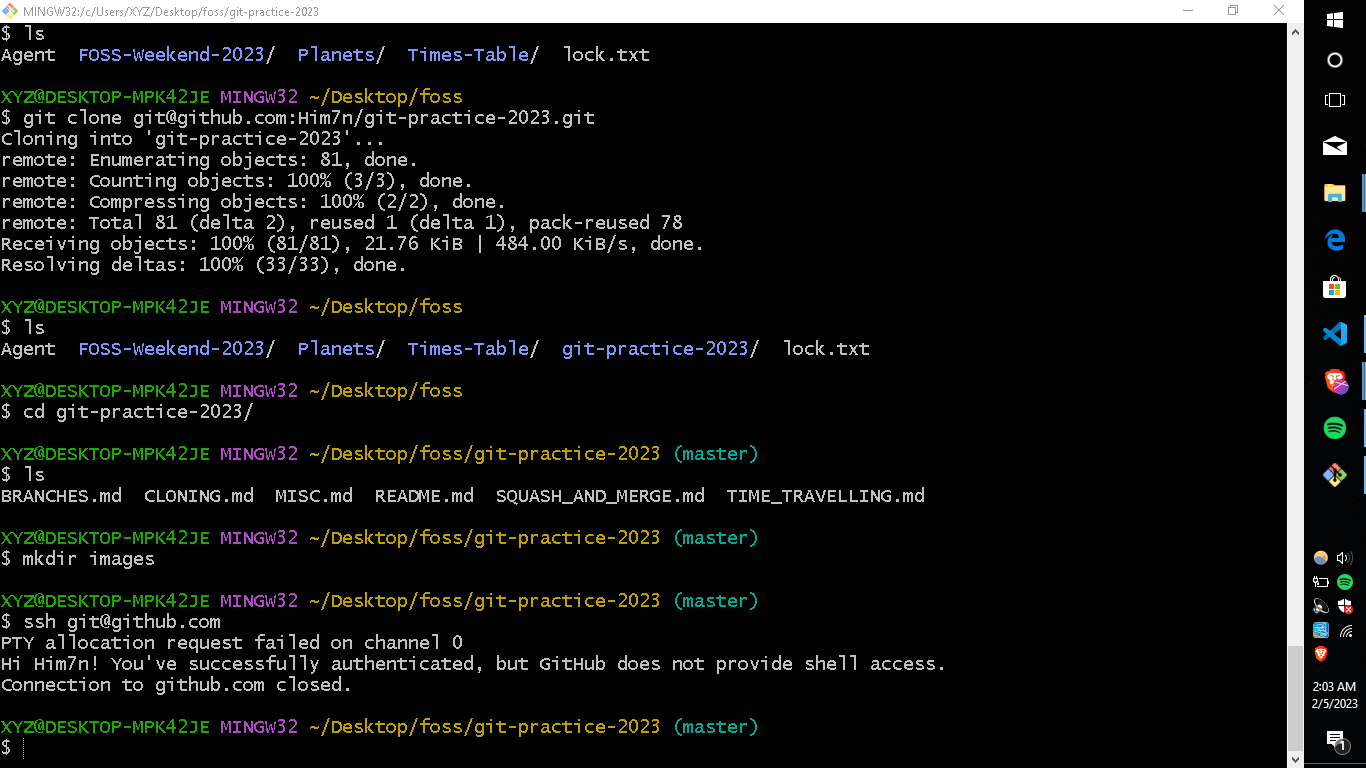 MINGW32:/c/Users/XYZ/Desktop/foss/git-practice-2023
$ ls
Agent  FOSS-Weekend-2023/  Planets/  Times-Table/  lock.txt
XYZ@DESKTOP-MPK42JE MINGW32 ~/Desktop/foss
$ git clone git@github.com:Him7n/git-practice-2023.git
Cloning into 'git-practice-2023'...
remote: Enumerating objects: 81, done.
remote: Counting objects: 100% (3/3), done.
remote: Compressing objects: 100% (2/2), done.
remote: Total 81 (delta 2), reused 1 (delta 1), pack-reused 78
Receiving objects: 100% (81/81), 21.76 KiB | 484.00 KiB/s, done.
Resolving deltas: 100% (33/33), done.
XYZ@DESKTOP-MPK42JE MINGW32 ~/Desktop/foss
$ ls
Agent  FOSS-Weekend-2023/  Planets/  Times-Table/  git-practice-2023/  lock.txt
XYZ@DESKTOP-MPK42JE MINGW32 ~/Desktop/foss
$ cd git-practice-2023/
XYZ@DESKTOP-MPK42JE MINGW32 ~/Desktop/foss/git-practice-2023 (master)
$ ls
BRANCHES.md  CLONING.md  MISC.md  README.md  SQUASH_AND_MERGE.md  TIME_TRAVELLING.md
XYZ@DESKTOP-MPK42JE MINGW32 ~/Desktop/foss/git-practice-2023 (master)
$ mkdir images
XYZ@DESKTOP-MPK42JE MINGW32 ~/Desktop/foss/git-practice-2023 (master)
$ ssh git@github.com
PTY allocation request failed on channel 0
Hi Him7n! You've successfully authenticated, but GitHub does not provide shell access.
Connection to github.com closed.
XYZ@DESKTOP-MPK42JE MINGW32 ~/Desktop/foss/git-practice-2023 (master)
$
2:03 AM
2/5/2023
1